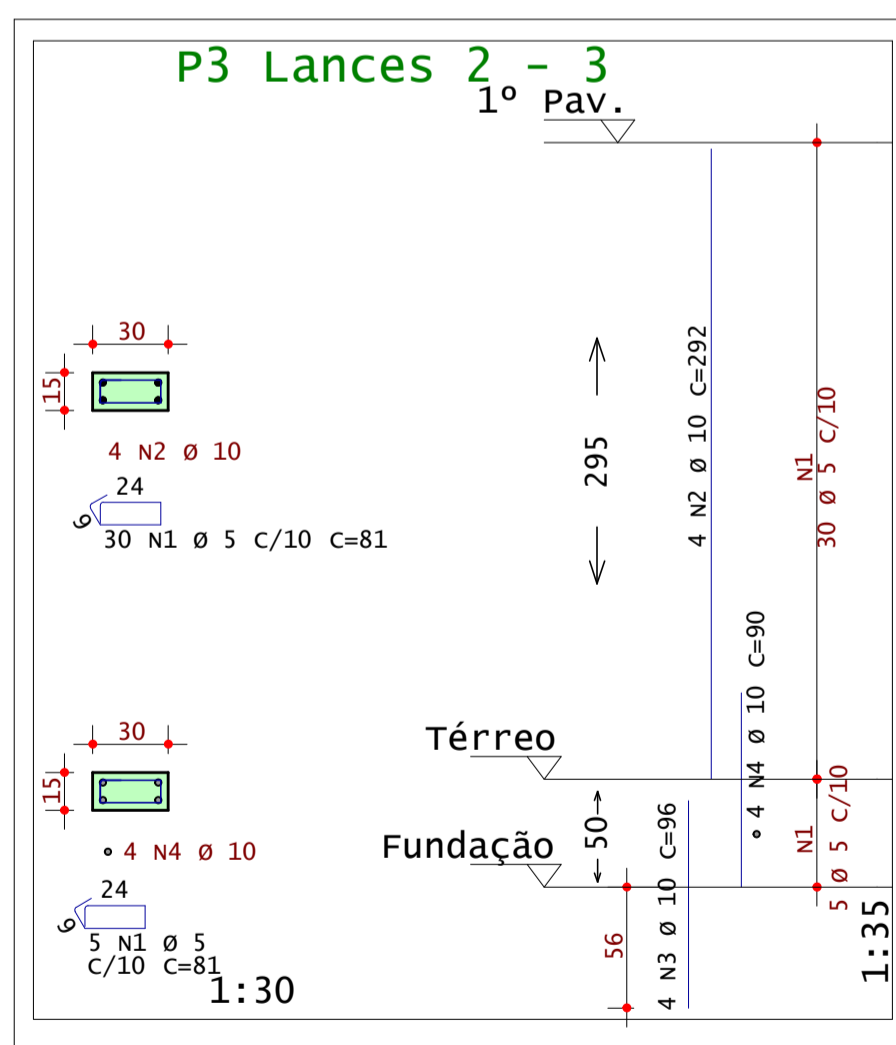 P3 Lances 2 - 3
1º Pav.
30
15
4 N2 Ø 10
24
9
30 N1 Ø 5 C/10 C=81
295
4 N2 Ø 10 C=292
N1
30 Ø 5 C/10
Térreo
30
15
4 N4 Ø 10
24
9
5 N1 Ø 5
C/10 C=81
1:30
Fundação
50
56
4 N3 Ø 10 C=96
4 N4 Ø 10 C=90
N1
5 Ø 5 C/10
1:35